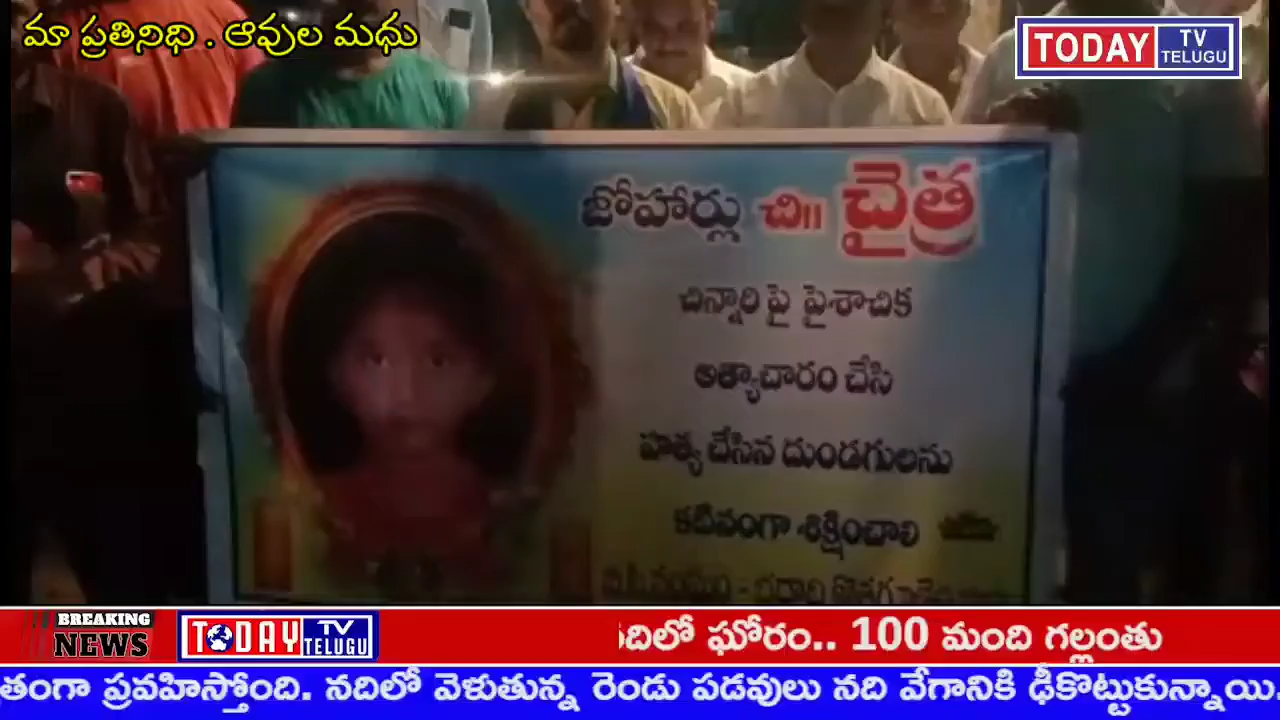 మా ప్రతినిధి . ఆవుల మధు
TODAY TV TELUGU
జోహార్లు చి॥ చైత్ర
చిన్నారి పై పైశాచిక
అత్యాచారం చేసి
హత్య చేసిన దుండగులను
కఠినంగా శిక్షించాలి
BREAKING NEWS
TODAY TV TELUGU
ఘోరం.. 100 మంది గల్లంతు
ప్రవహిస్తోంది. నదిలో వెళుతున్న రెండు పడవులు నది వేగానికి ఢీకొట్టుకున్నాయి.